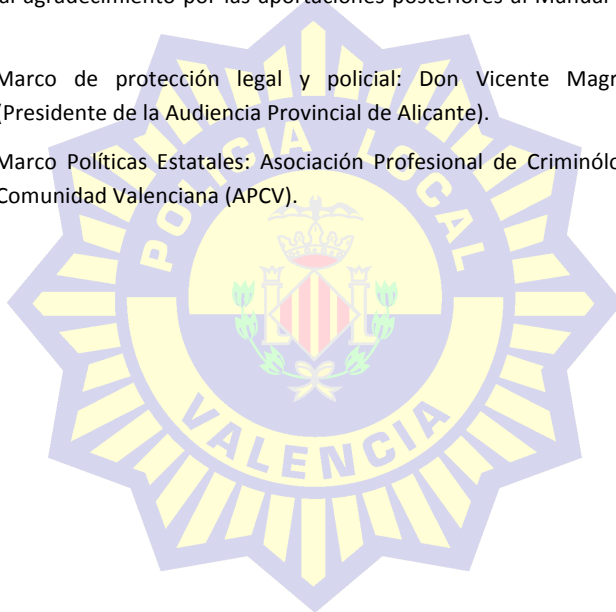 al agradecimiento por las aportaciones posteriores al Manual
Marco de protección legal y policial: Don Vicente Magr
(Presidente de la Audiencia Provincial de Alicante).
Marco Políticas Estatales: Asociación Profesional de Criminólo
Comunidad Valenciana (APCV).
POLICIA LOCAL
VALENCIA